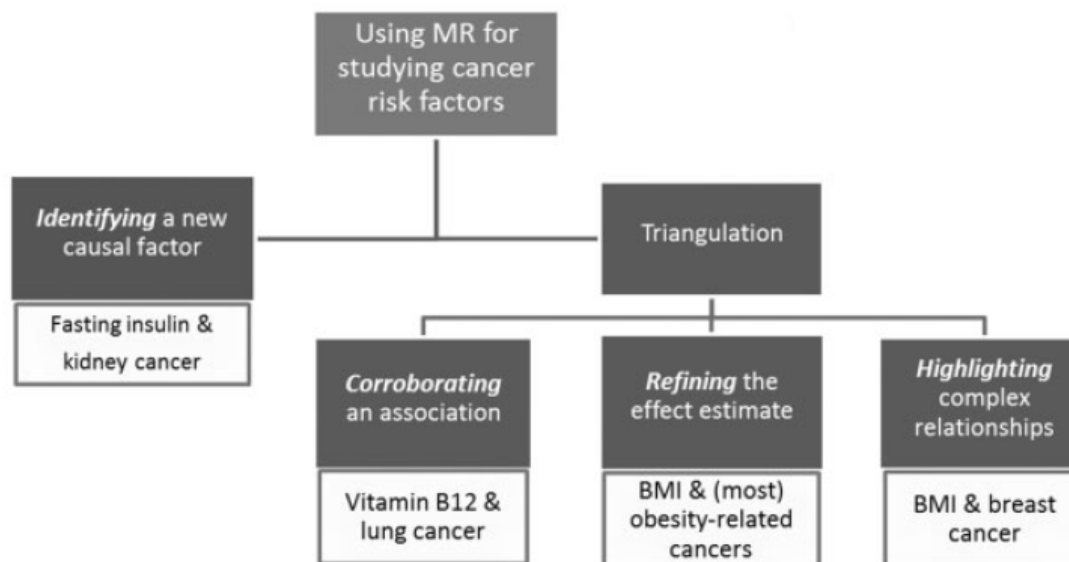 Using MR for
studying cancer
risk factors
Identifying a new
causal factor
Fasting insulin &
kidney cancer
Triangulation
Corroborating
an association
Vitamin B12 &
lung cancer
Refining the
effect estimate
BMI & (most)
obesity-related
cancers
Highlighting
complex
relationships
BMI & breast
cancer